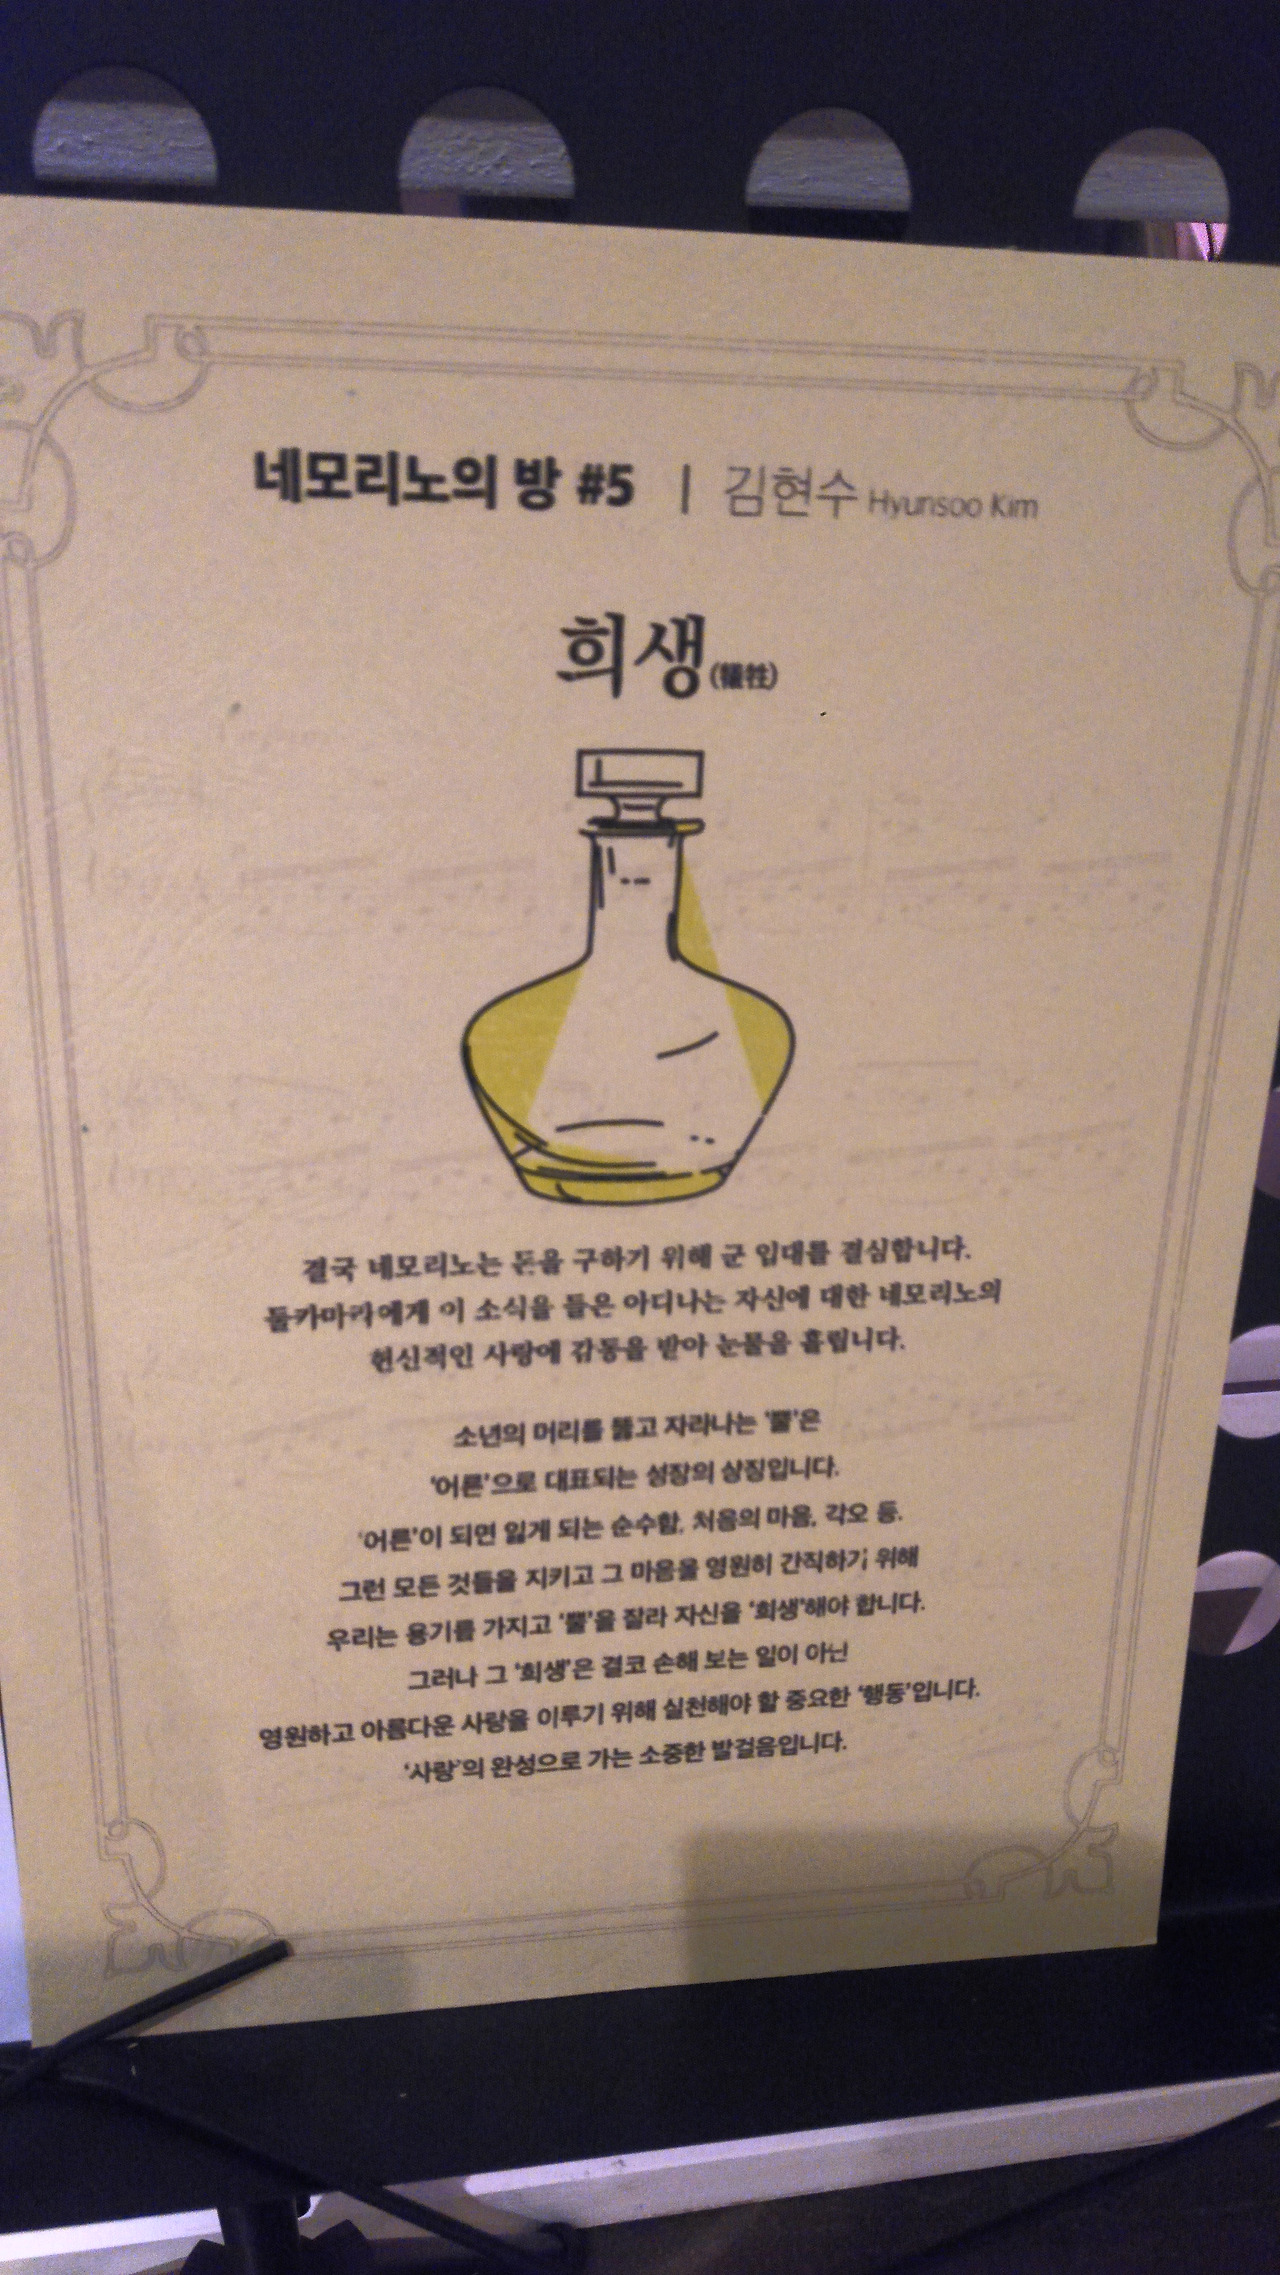 네모리노의 방 #5 | 김현수 Hyunsoo Kim
희생(犧牲)
결국 네모리노는 돈을 구하기 위해 군 입대를 결심합니다.
둘카마라에게 이 소식을 들은 아디나는 자신에 대한 네모리노의
헌신적인 사랑에 감동을 받아 눈물을 흘립니다.
소년의 머리를 뚫고 자라나는 '뿔'은
'어른'으로 대표되는 성장의 상징입니다.
'어른'이 되면 잃게 되는 순수함, 처음의 마음, 각오 등.
그런 모든 것들을 지키고 그 마음을 영원히 간직하기 위해
우리는 용기를 가지고 '뿔'을 잘라 자신을 '희생'해야 합니다.
그러나 그 '희생'은 결코 손해 보는 일이 아닌
영원하고 아름다운 사랑을 이루기 위해 실천해야 할 중요한 '행동'입니다.
'사랑'의 완성으로 가는 소중한 발걸음입니다.